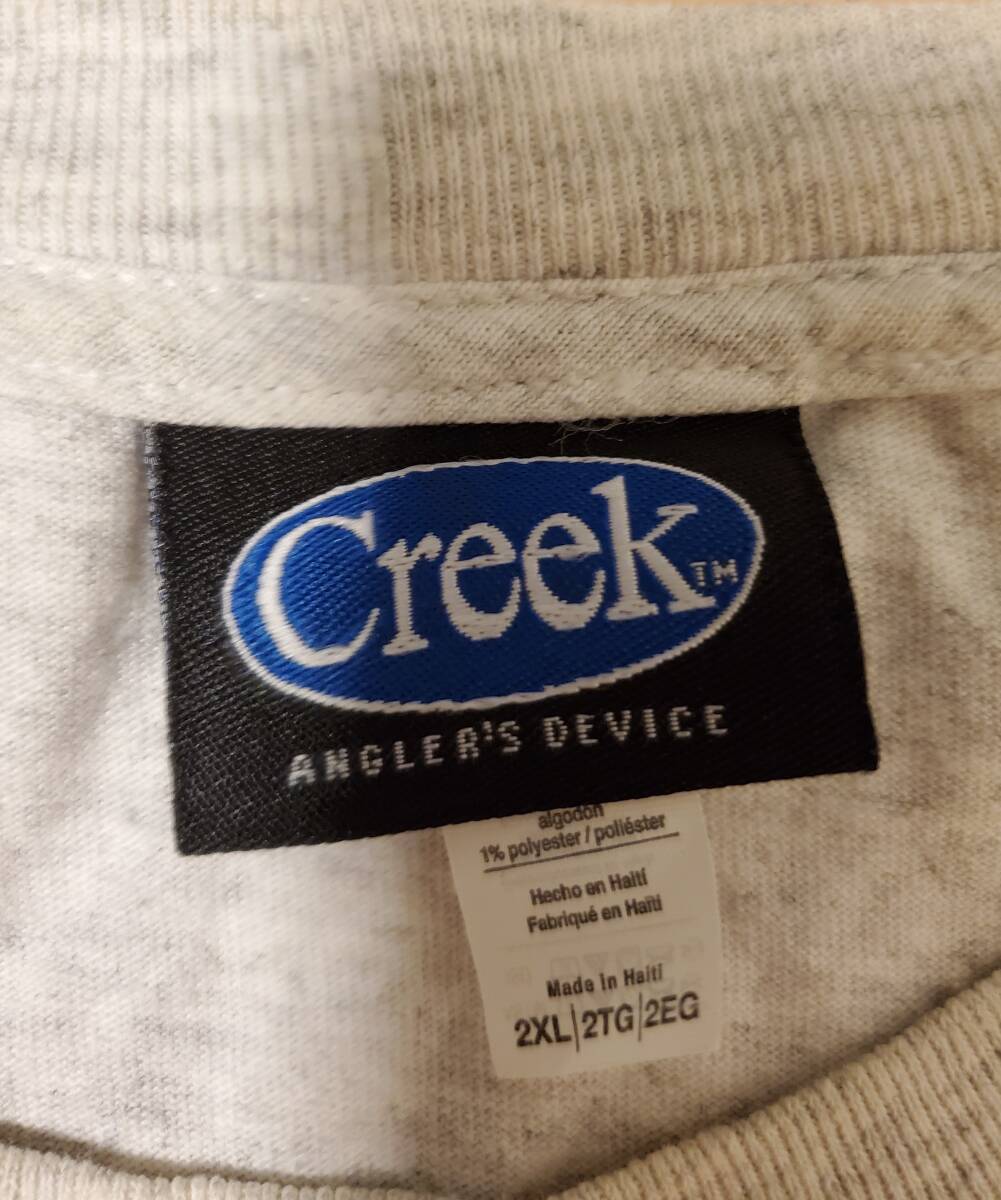 Creek TM
ANGLER'S DEVICE
algodón
1% polyester / poliéster
Hecho en Haití
Fabriqué en Haïti
Made in Haiti
2XL|2TG|2EG